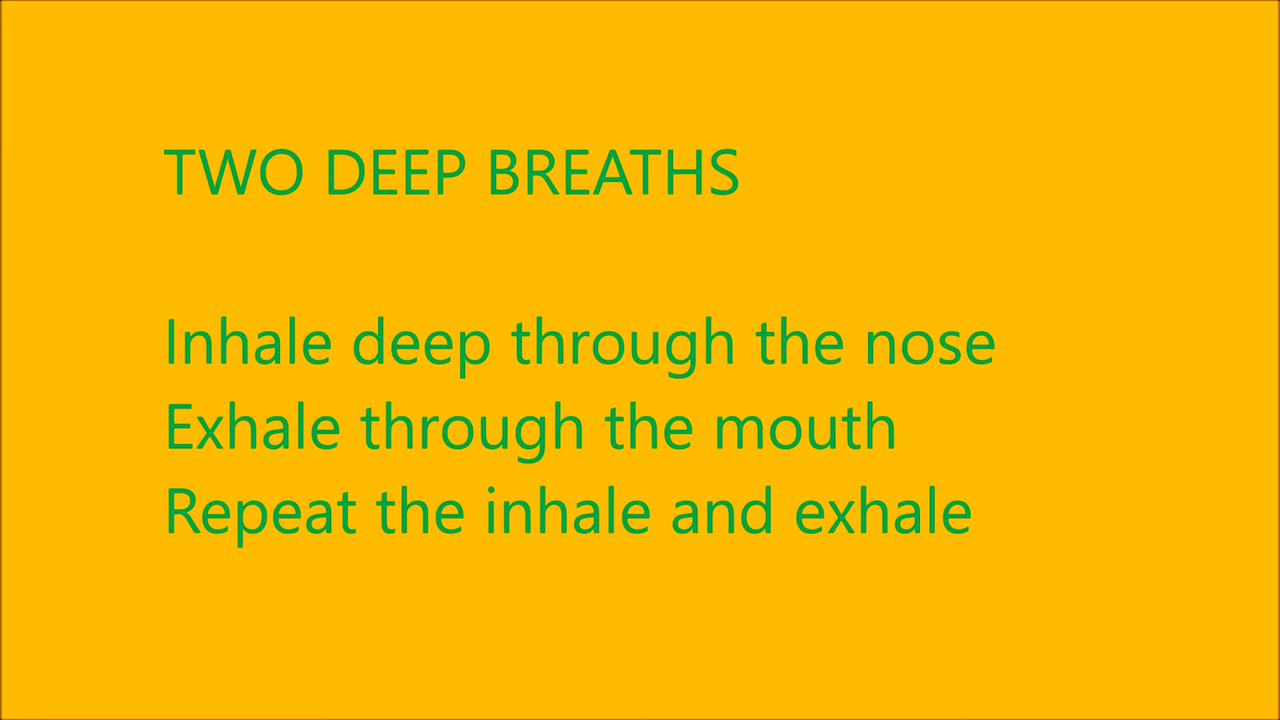 TWO DEEP BREATHS
Inhale deep through the nose
Exhale through the mouth
Repeat the inhale and exhale